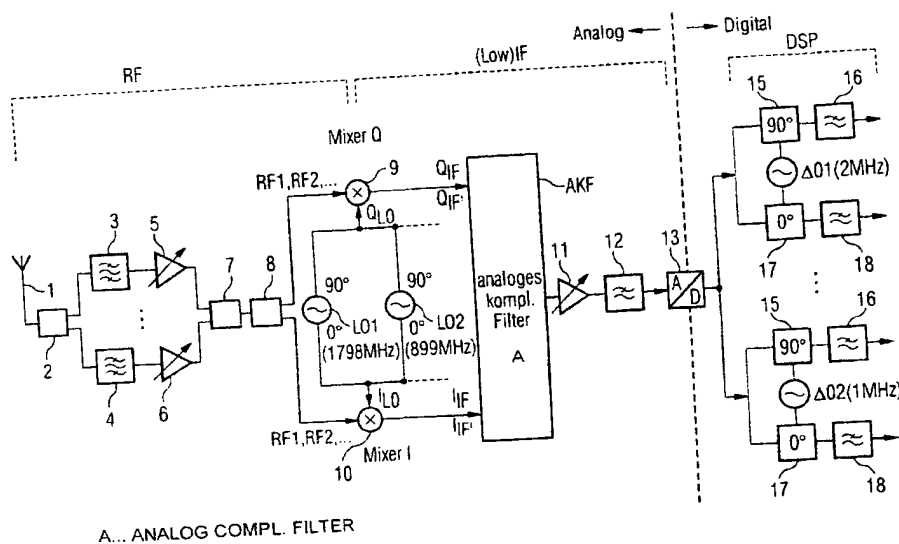 Analog
Digital
(Low)IF
DSP
RF
15
16
Mixer Q
9
90°
RF1,RF2,...
Q_IF
Q_IF'
AKF
Δ01(2MHz)
Q_LO
3
5
11
12
13
0°
1
7
8
analoges
kompl.
Filter
A
A
D
17
18
90°
90°
LO1
LO2
0°
0°
(1798MHz)
(899MHz)
15
16
2
90°
4
6
I_LO
I_IF
I_IF'
Δ02(1MHz)
RF1,RF2,...
10
Mixer I
0°
17
18
A... ANALOG COMPL. FILTER